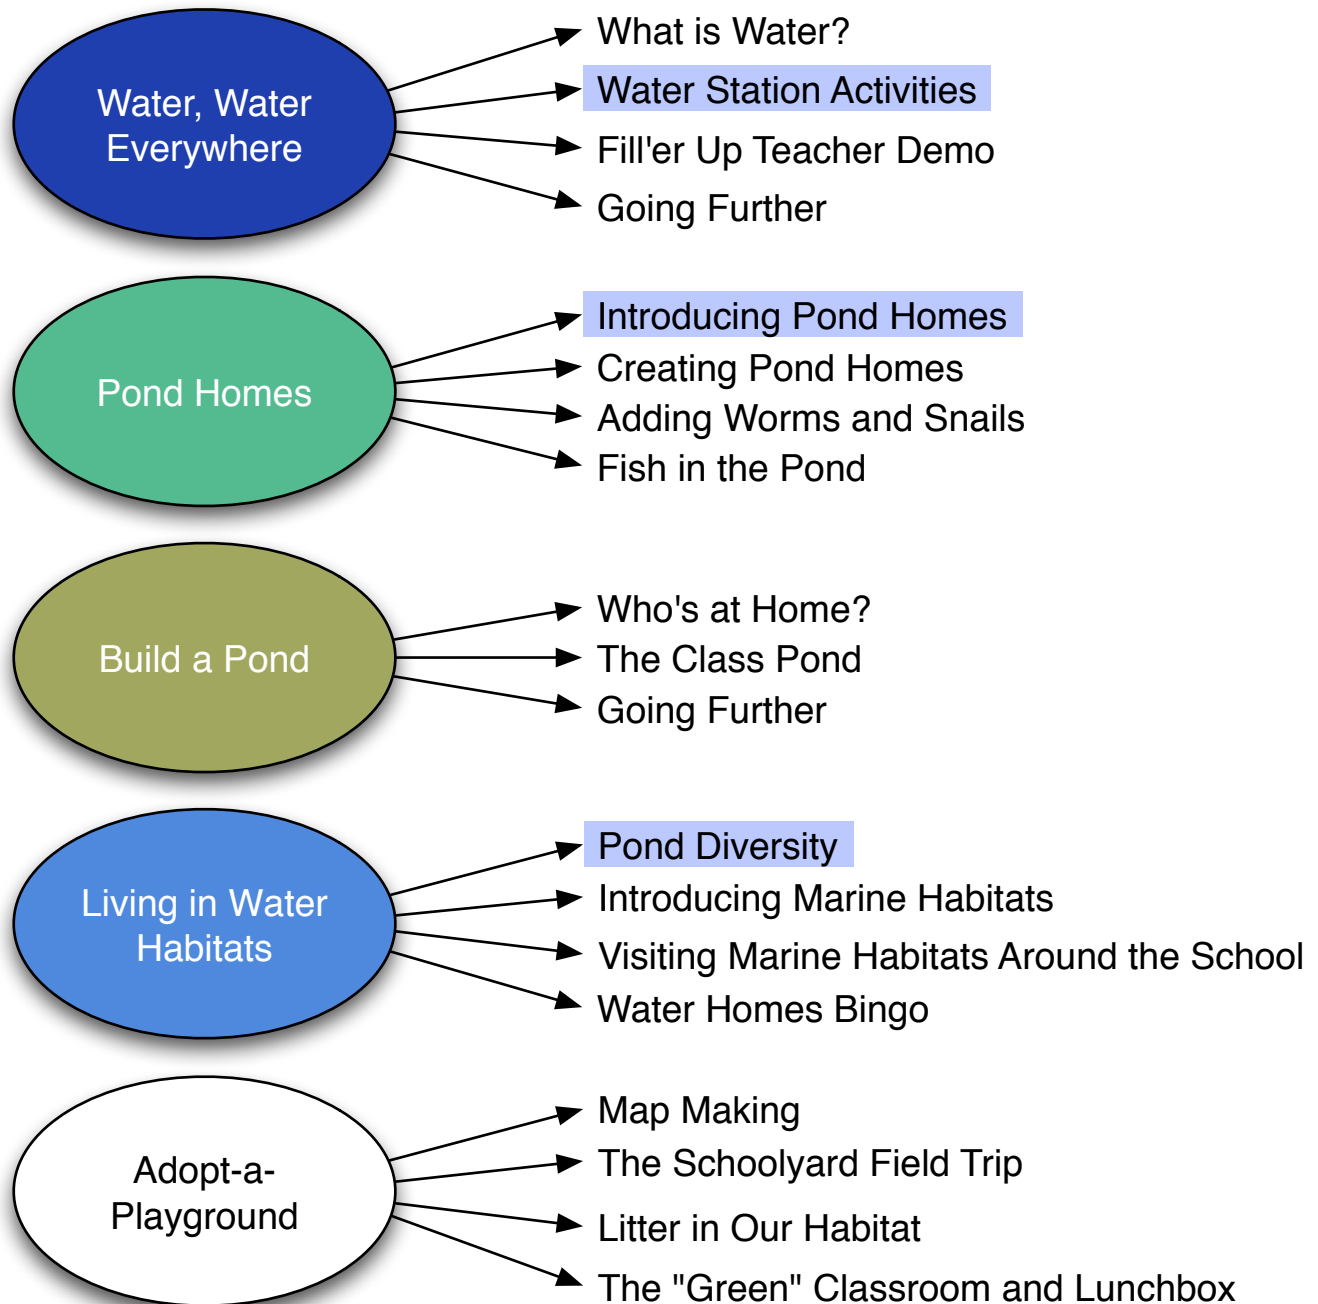 Water, Water
Everywhere
What is Water?
Water Station Activities
Fill'er Up Teacher Demo
Going Further
Pond Homes
Introducing Pond Homes
Creating Pond Homes
Adding Worms and Snails
Fish in the Pond
Build a Pond
Who's at Home?
The Class Pond
Going Further
Living in Water
Habitats
Pond Diversity
Introducing Marine Habitats
Visiting Marine Habitats Around the School
Water Homes Bingo
Adopt-a-
Playground
Map Making
The Schoolyard Field Trip
Litter in Our Habitat
The "Green" Classroom and Lunchbox